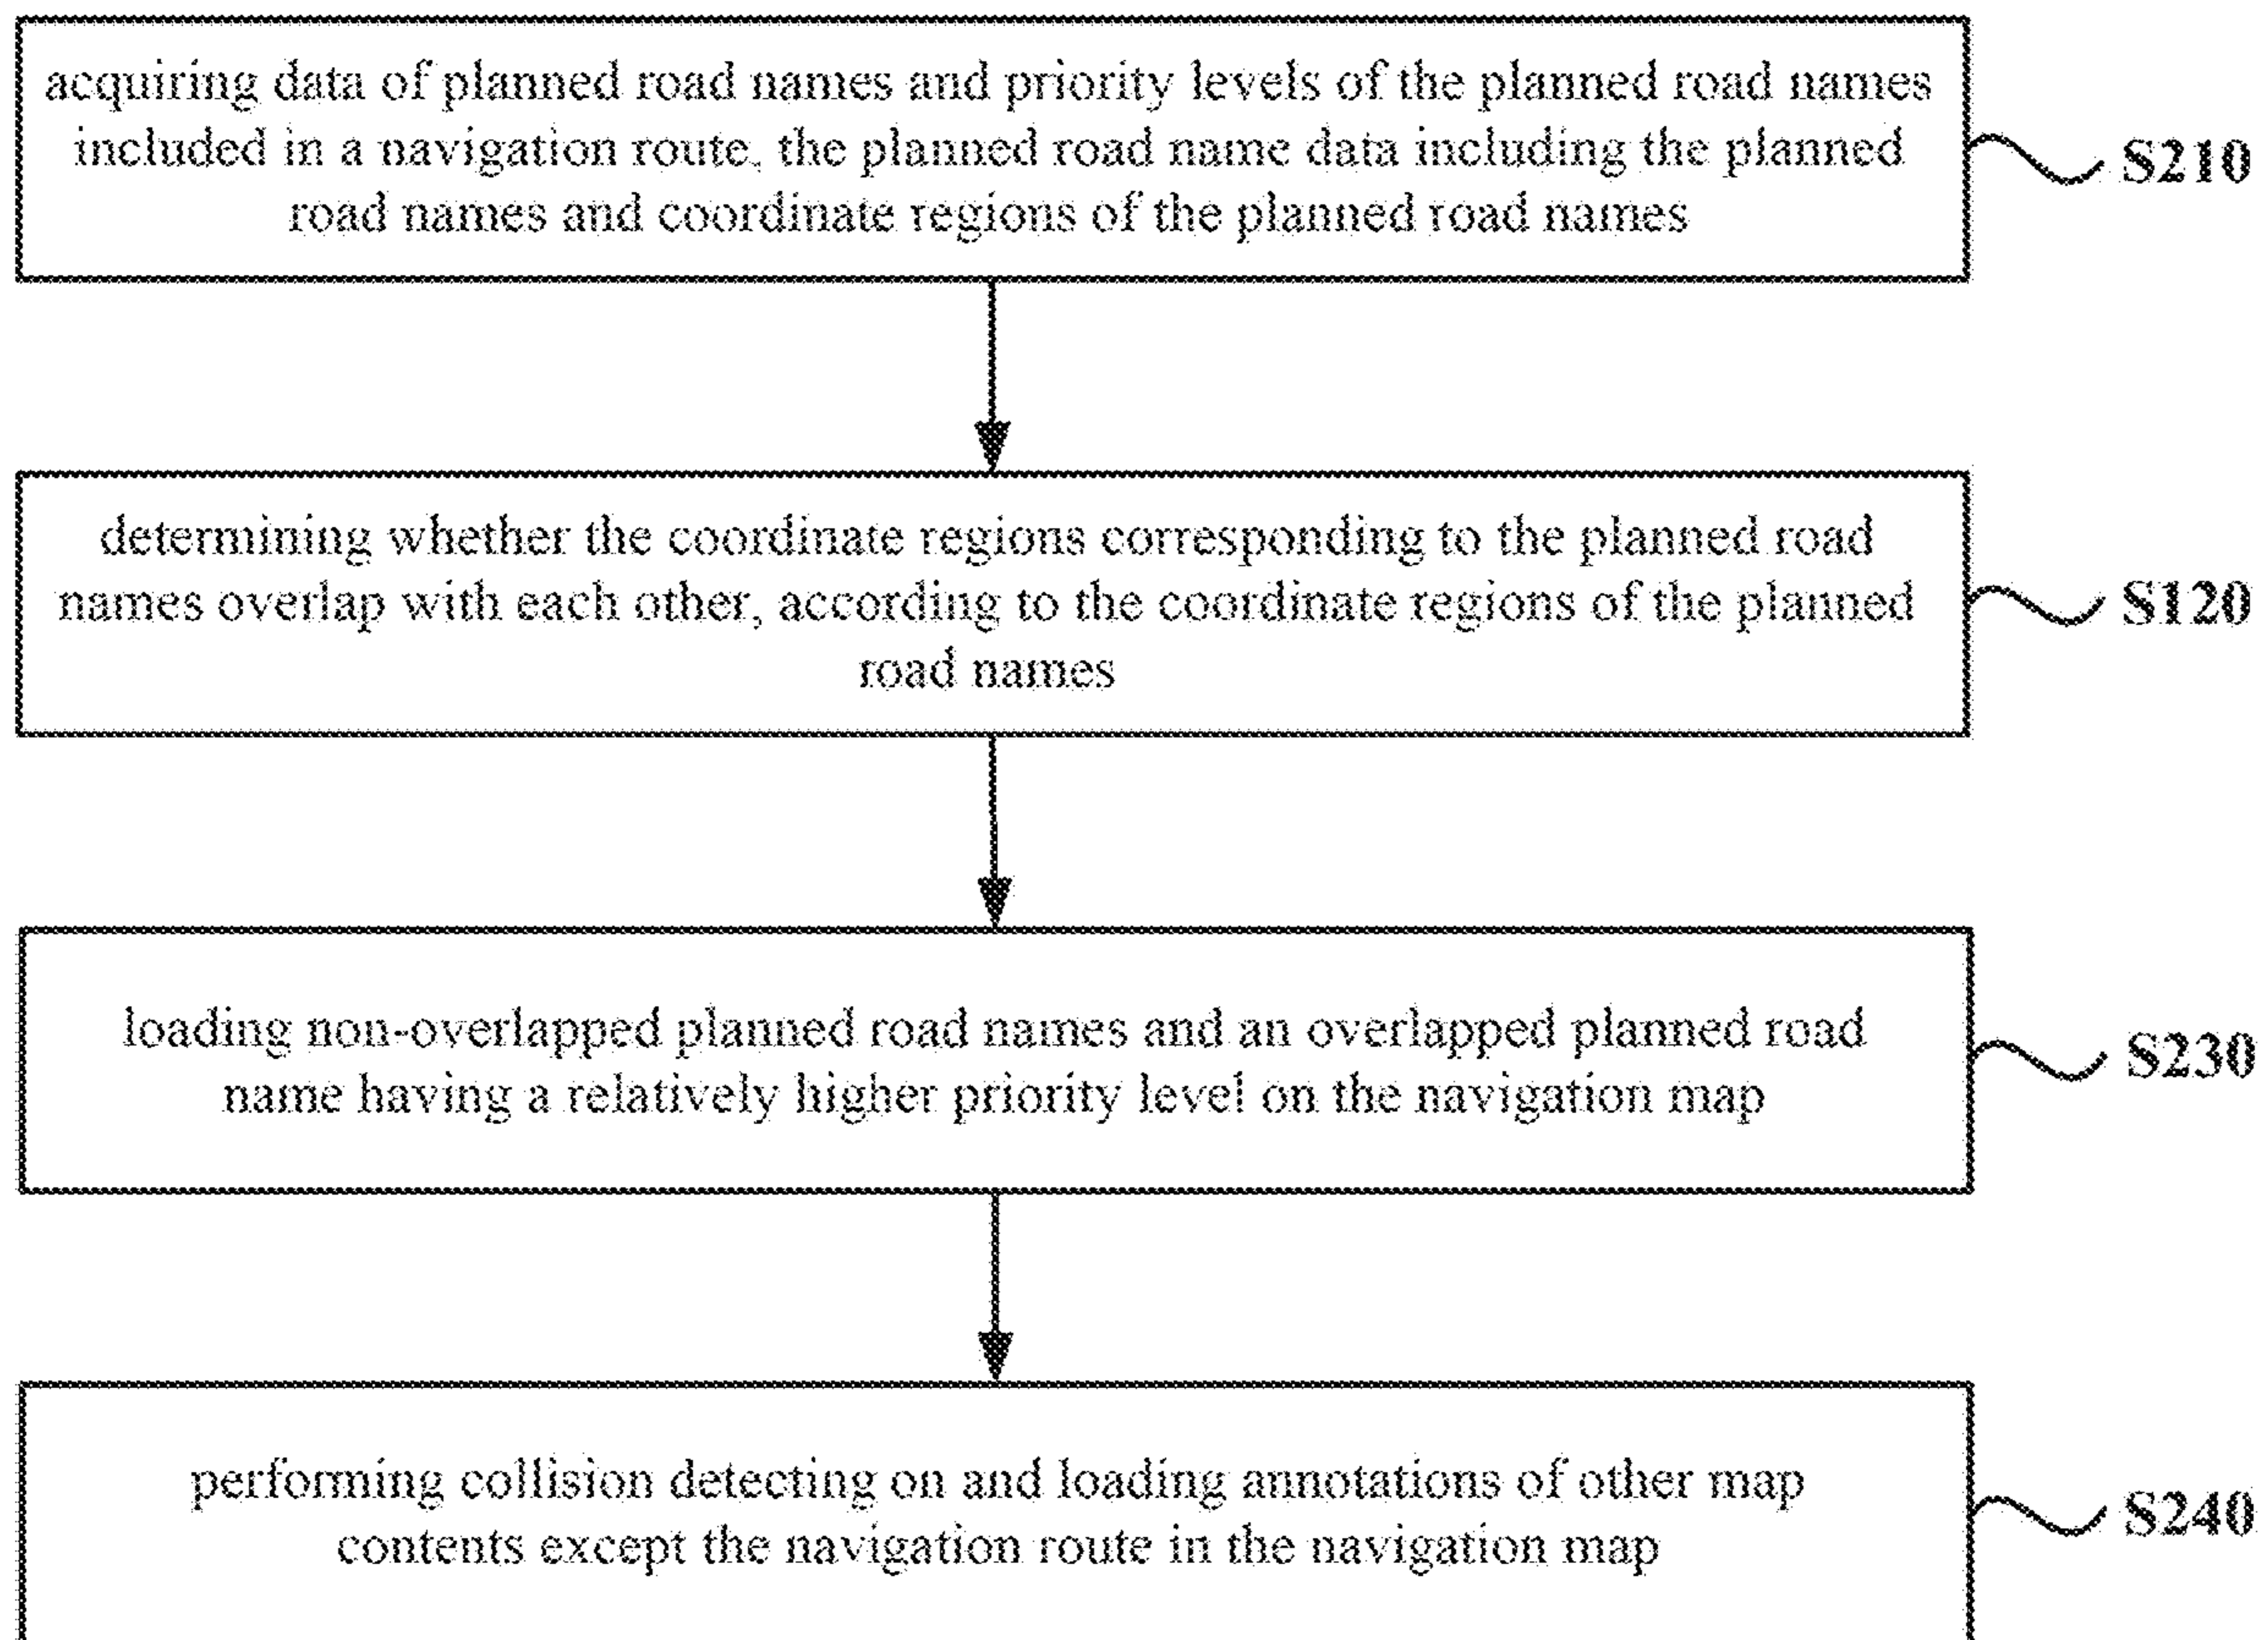 acquiring data of planned road names and priority levels of the planned road names
included in a navigation route, the planned road name data including the planned
road names and coordinate regions of the planned road names
S210
determining whether the coordinate regions corresponding to the planned road
names overlap with each other, according to the coordinate regions of the planned
road names
S120
loading non-overlapped planned road names and an overlapped planned road
name having a relatively higher priority level on the navigation map
S230
performing collision detecting on and loading annotations of other map
contents except the navigation route in the navigation map
S240